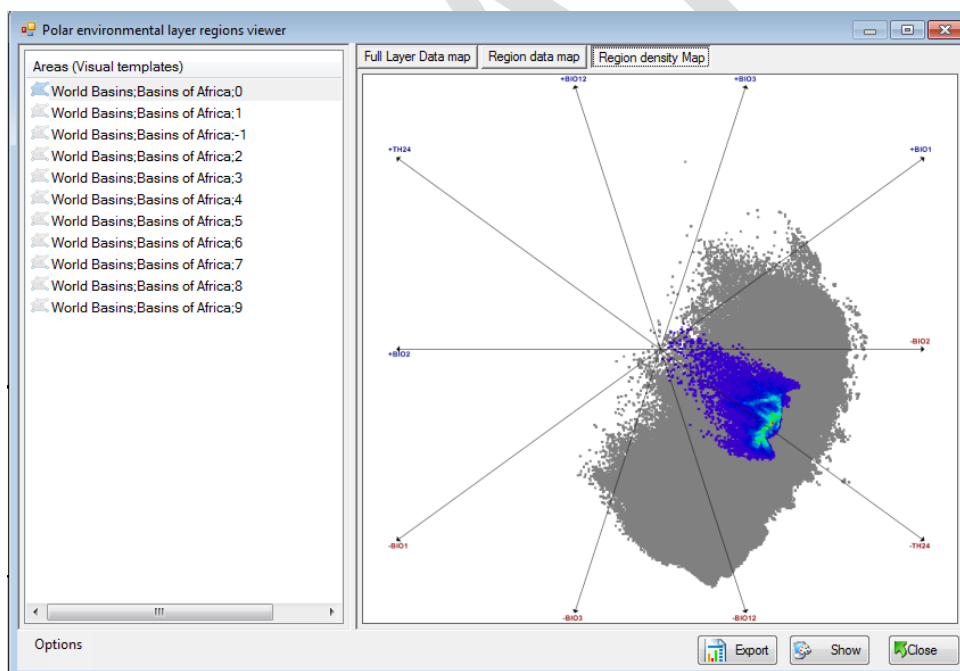 Polar environmental layer regions viewer
Areas (Visual templates)
World Basins;Basins of Africa;0
World Basins;Basins of Africa;1
World Basins;Basins of Africa;-1
World Basins;Basins of Africa;2
World Basins;Basins of Africa;3
World Basins;Basins of Africa;4
World Basins;Basins of Africa;5
World Basins;Basins of Africa;6
World Basins;Basins of Africa;7
World Basins;Basins of Africa;8
World Basins;Basins of Africa;9
Full Layer Data map
Region data map
Region density Map
+BIO12
+BIO3
+TH24
+BIO1
+BIO2
-BIO2
-BIO1
-TH24
-BIO3
-BIO12
Options
Export
Show
Close